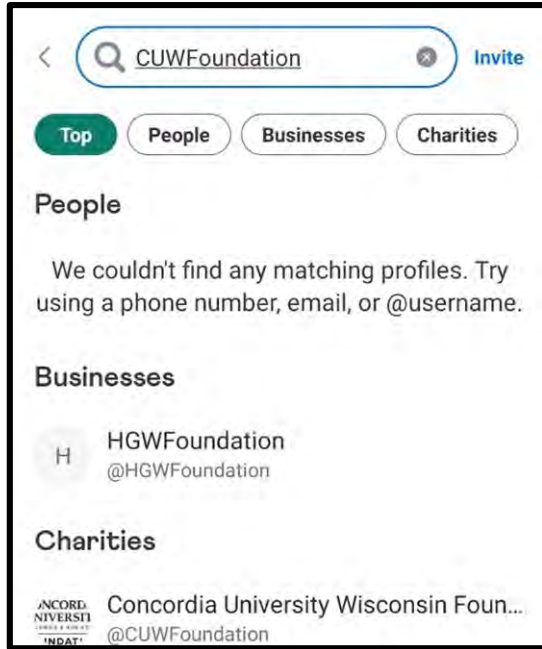 CUWFoundation
Invite
Top People Businesses Charities
People
We couldn't find any matching profiles. Try
using a phone number, email, or @username.
Businesses
H
HGWFoundation
@HGWFoundation
Charities
Concordia University Wisconsin Foun...
@CUWFoundation